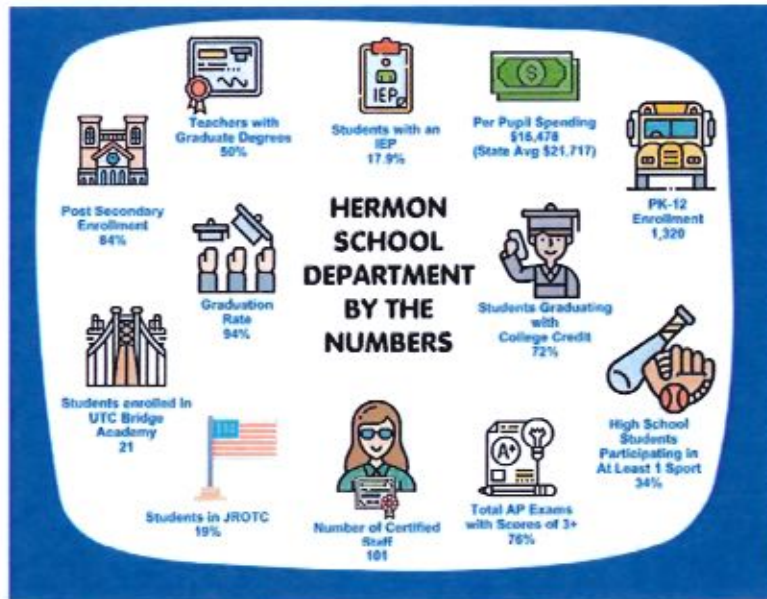 Teachers with
Graduate Degrees
50%
IEP
Students with an
IEP
17.9%
$
Per Pupil Spending
$16,478
(State Avg $21,717)
PK-12
Enrollment
1,320
Post Secondary
Enrollment
64%
Graduation
Rate
94%
HERMON
SCHOOL
DEPARTMENT
BY THE
NUMBERS
Students Graduating
with
College Credit
72%
Students enrolled in
UTC Bridge
Academy
21
High School
Students
Participating in
At Least 1 Sport
34%
Students in JROTC
19%
Number of Certified
Staff
101
A+
Total AP Exams
with Scores of 3+
76%